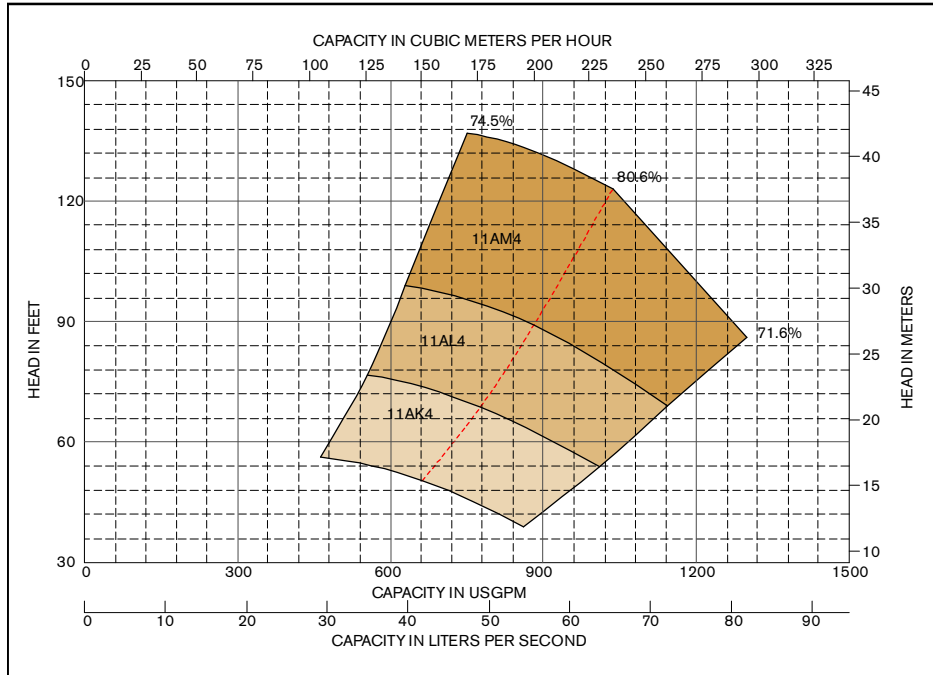 CAPACITY IN CUBIC METERS PER HOUR
0 25 50 75 100 125 150 175 200 225 250 275 300 325
150
45
74.5%
40
80.6%
120
35
11AM4
30
90
71.6%
11AL4
25
HEAD IN FEET
HEAD IN METERS
11AK4
20
60
15
10
30
0 300 600 900 1200 1500
CAPACITY IN USGPM
0 10 20 30 40 50 60 65 70 80 90
CAPACITY IN LITERS PER SECOND